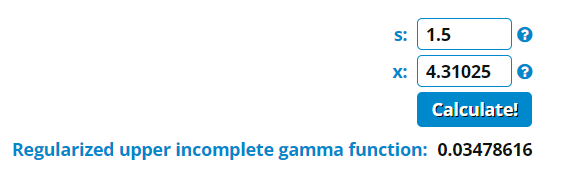 s: 1.5 ?
x: 4.31025 ?
Calculate!
Regularized upper incomplete gamma function: 0.03478616